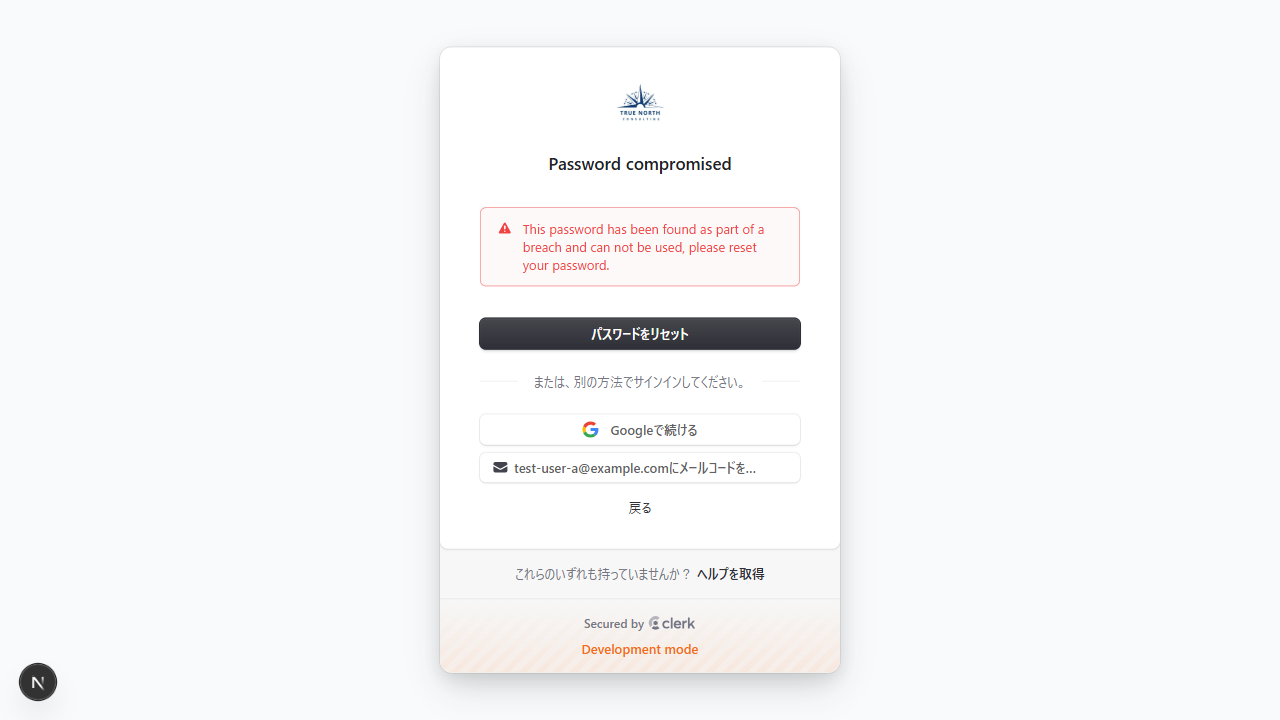 TRUE NORTH
CONSULTING
Password compromised
This password has been found as part of a
breach and can not be used, please reset
your password.
パスワードをリセット
または、別の方法でサインインしてください。
Googleで続ける
test-user-a@example.comにメールコードを...
戻る
これらのいずれも持っていませんか？ ヘルプを取得
Secured by clerk
Development mode
N